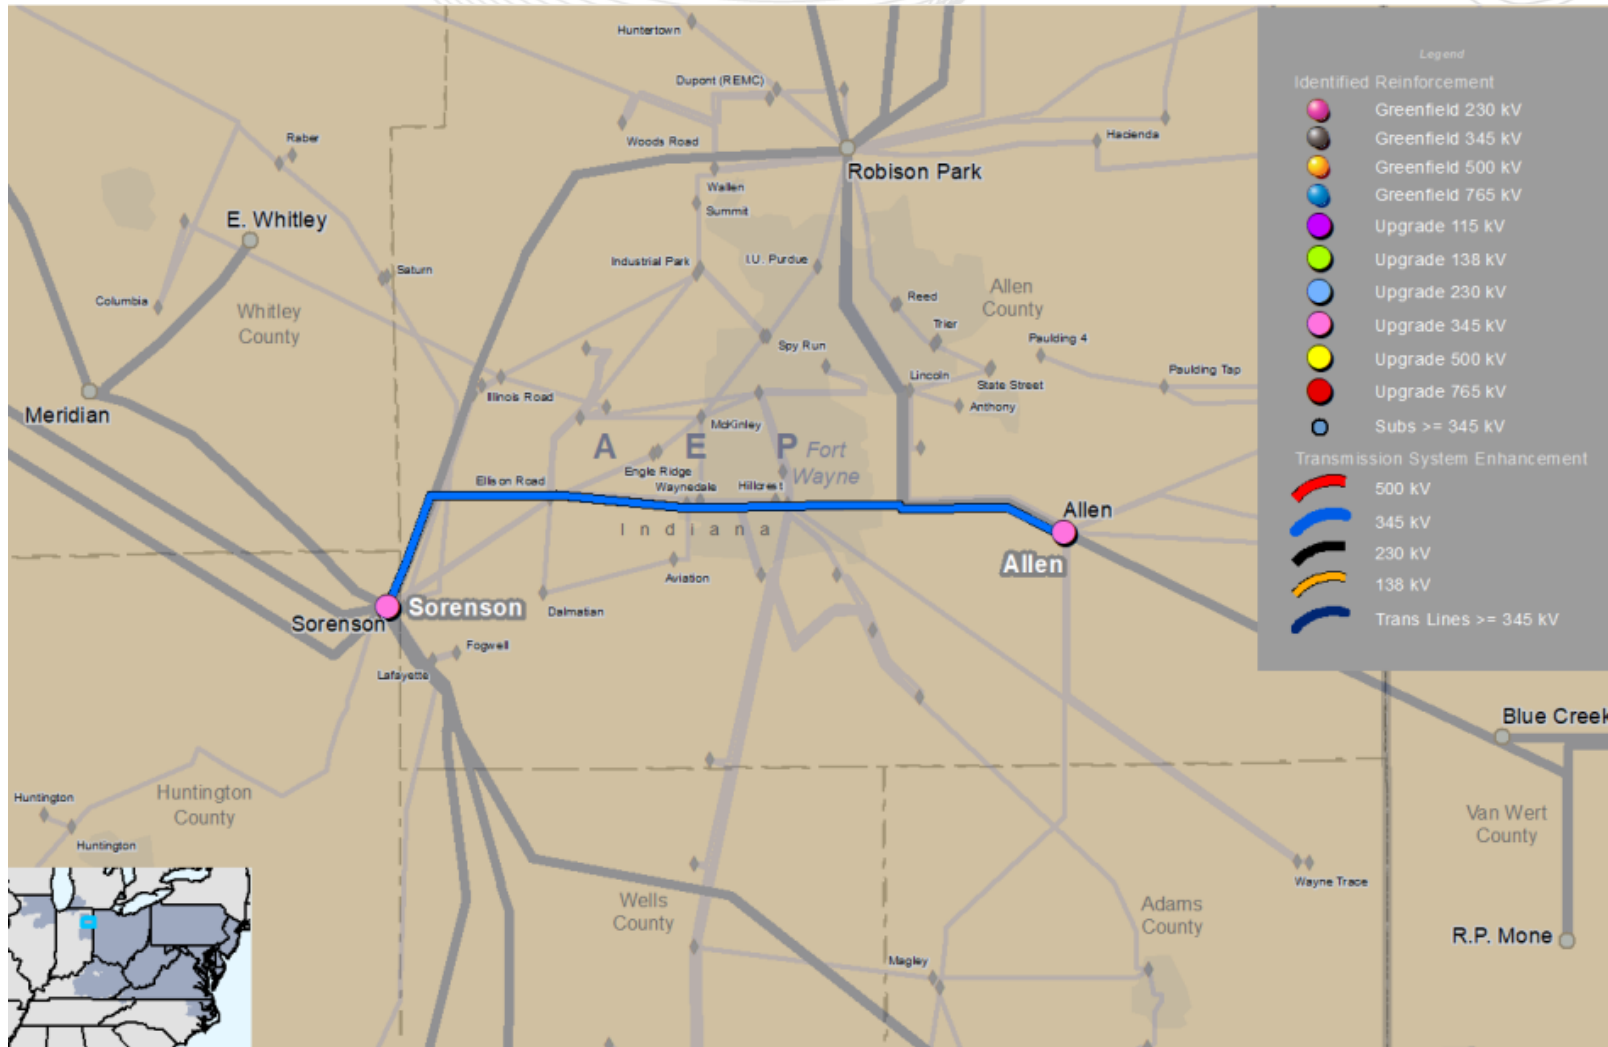 Huntertown
Dupont (REMC)
Woods Road
Hacienda
Raber
Robison Park
Wallen
Summit
E. Whitley
Industrial Park
I.U. Purdue
Saturn
Columbia
Whitley
County
Reed
Allen
County
Trier
Paulding 4
Spy Run
Paulding Tap
Lincoln
State Street
Illinois Road
Anthony
Meridian
McKinley
A E P
Fort
Wayne
Engle Ridge
Ellison Road
Waynedale
Hillcrest
Allen
Indiana
Allen
Aviation
Sorenson
Dalmatian
Sorenson
Fogwell
Lafayette
Blue Creek
Huntington
County
Huntington
Huntington
Van Wert
County
Wayne Trace
Wells
County
Adams
County
R.P. Mone
Magley
Legend
Identified Reinforcement
Greenfield 230 kV
Greenfield 345 kV
Greenfield 500 kV
Greenfield 765 kV
Upgrade 115 kV
Upgrade 138 kV
Upgrade 230 kV
Upgrade 345 kV
Upgrade 500 kV
Upgrade 765 kV
Subs >= 345 kV
Transmission System Enhancement
500 kV
345 kV
230 kV
138 kV
Trans Lines >= 345 kV